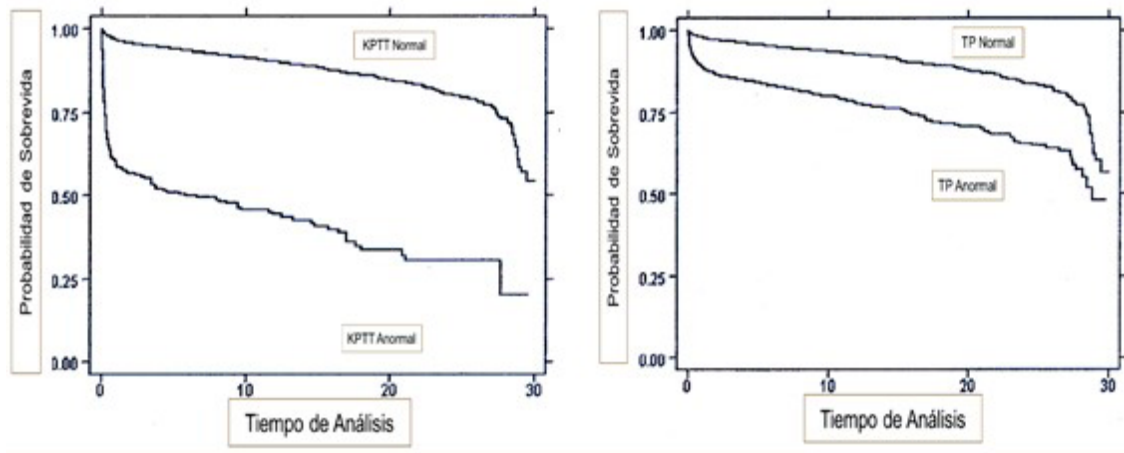 Probabilidad de Sobrevida
1.00
0.75
0.50
0.25
0.00
KPTT Normal
KPTT Anormal
0
10
20
30
Tiempo de Análisis
Probabilidad de Sobrevida
1.00
0.75
0.50
0.25
0.00
TP Normal
TP Anormal
0
10
20
30
Tiempo de Análisis